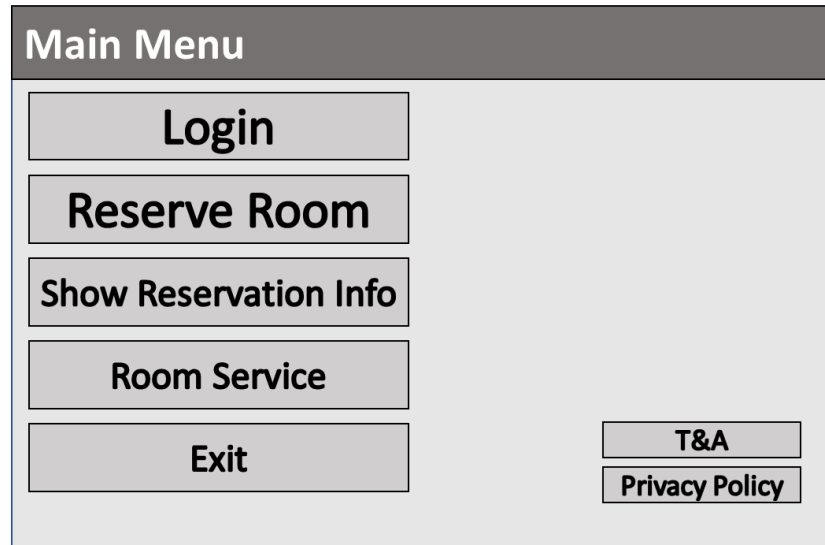 Main Menu
Login
Reserve Room
Show Reservation Info
Room Service
Exit
T&A
Privacy Policy